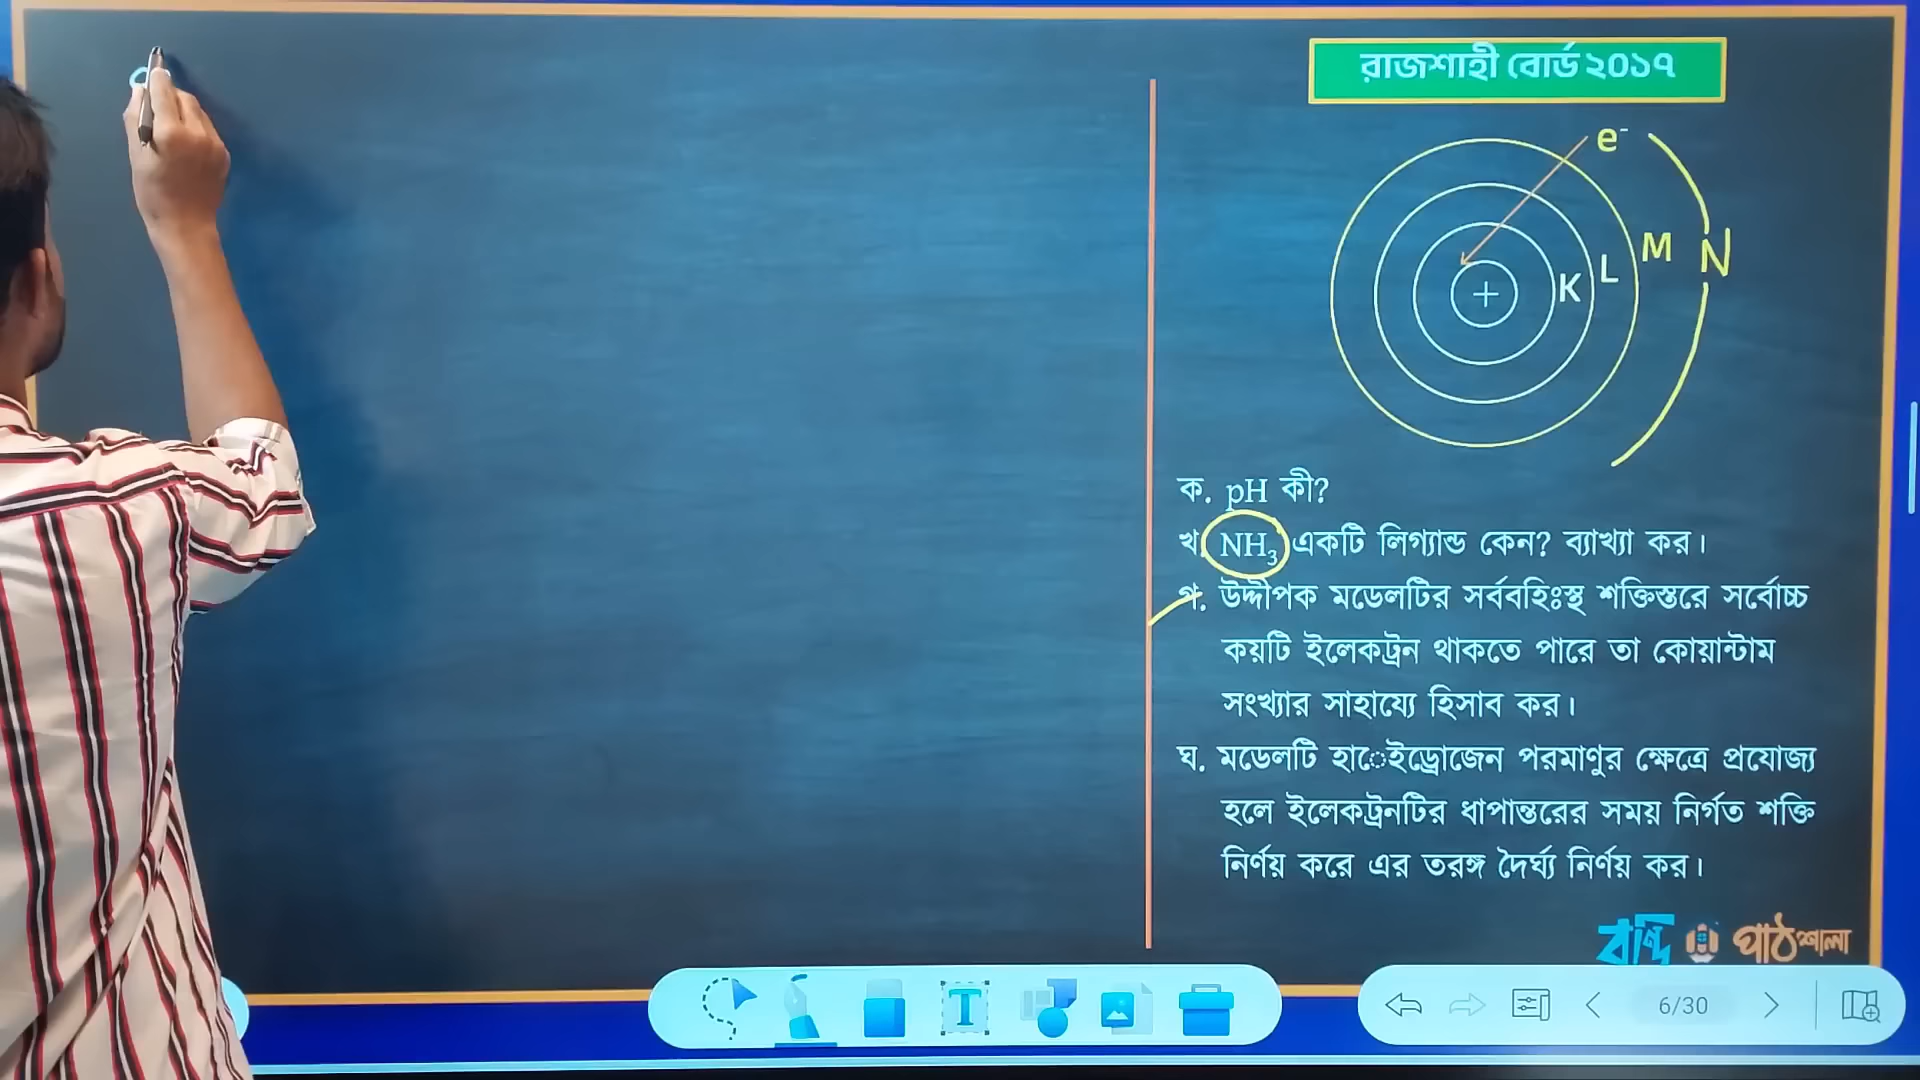 রাজশাহী বোর্ড ২০১৭
e⁻
M
N
L
K
+
ক. pH কী?
খ. NH₃ একটি লিগ্যান্ড কেন? ব্যাখ্যা কর।
গ. উদ্দীপক মডেলটির সর্ববহিঃস্থ শক্তিস্তরে সর্বোচ্চ
কয়টি ইলেকট্রন থাকতে পারে তা কোয়ান্টাম
সংখ্যার সাহায্যে হিসাব কর।
ঘ. মডেলটি হাইেড্রোজেন পরমাণুর ক্ষেত্রে প্রযোজ্য
হলে ইলেকট্রনটির ধাপান্তরের সময় নির্গত শক্তি
নির্ণয় করে এর তরঙ্গ দৈর্ঘ্য নির্ণয় কর।
বন্দি পাঠশালা
T
6/30